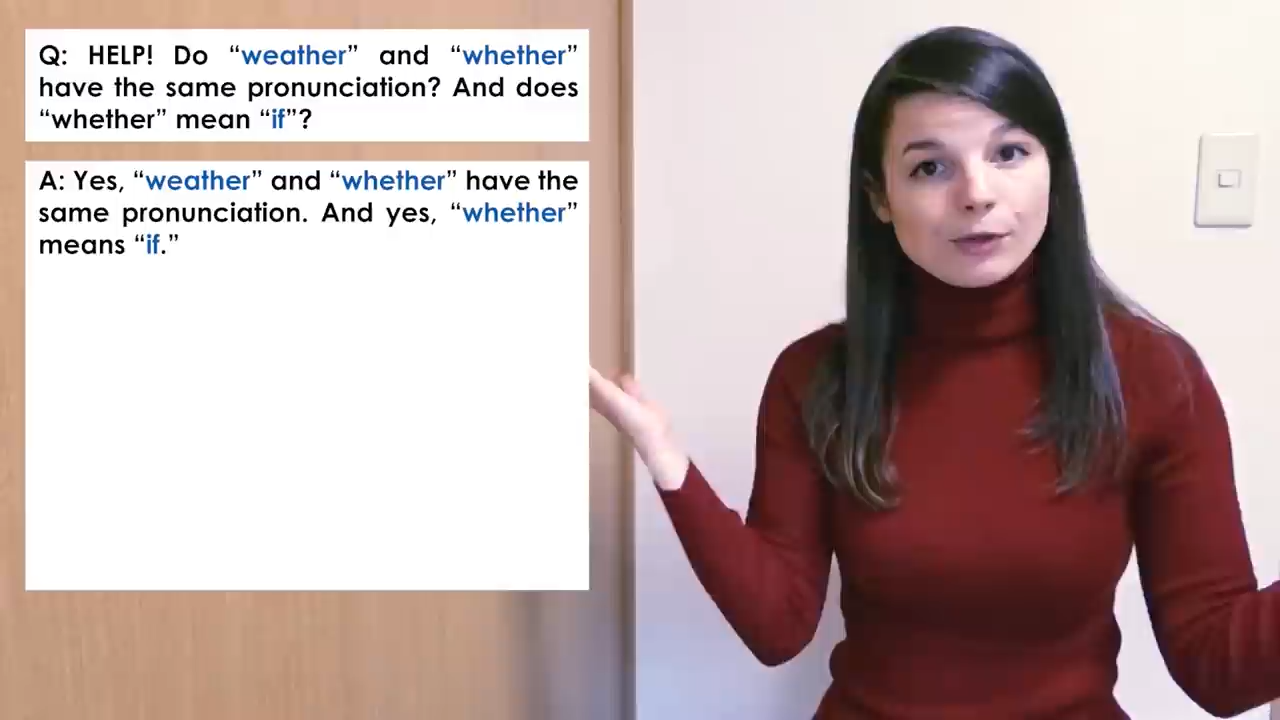 Q: HELP! Do “weather” and “whether”
have the same pronunciation? And does
“whether” mean “if”?
A: Yes, “weather” and “whether” have the
same pronunciation. And yes, “whether”
means “if.”